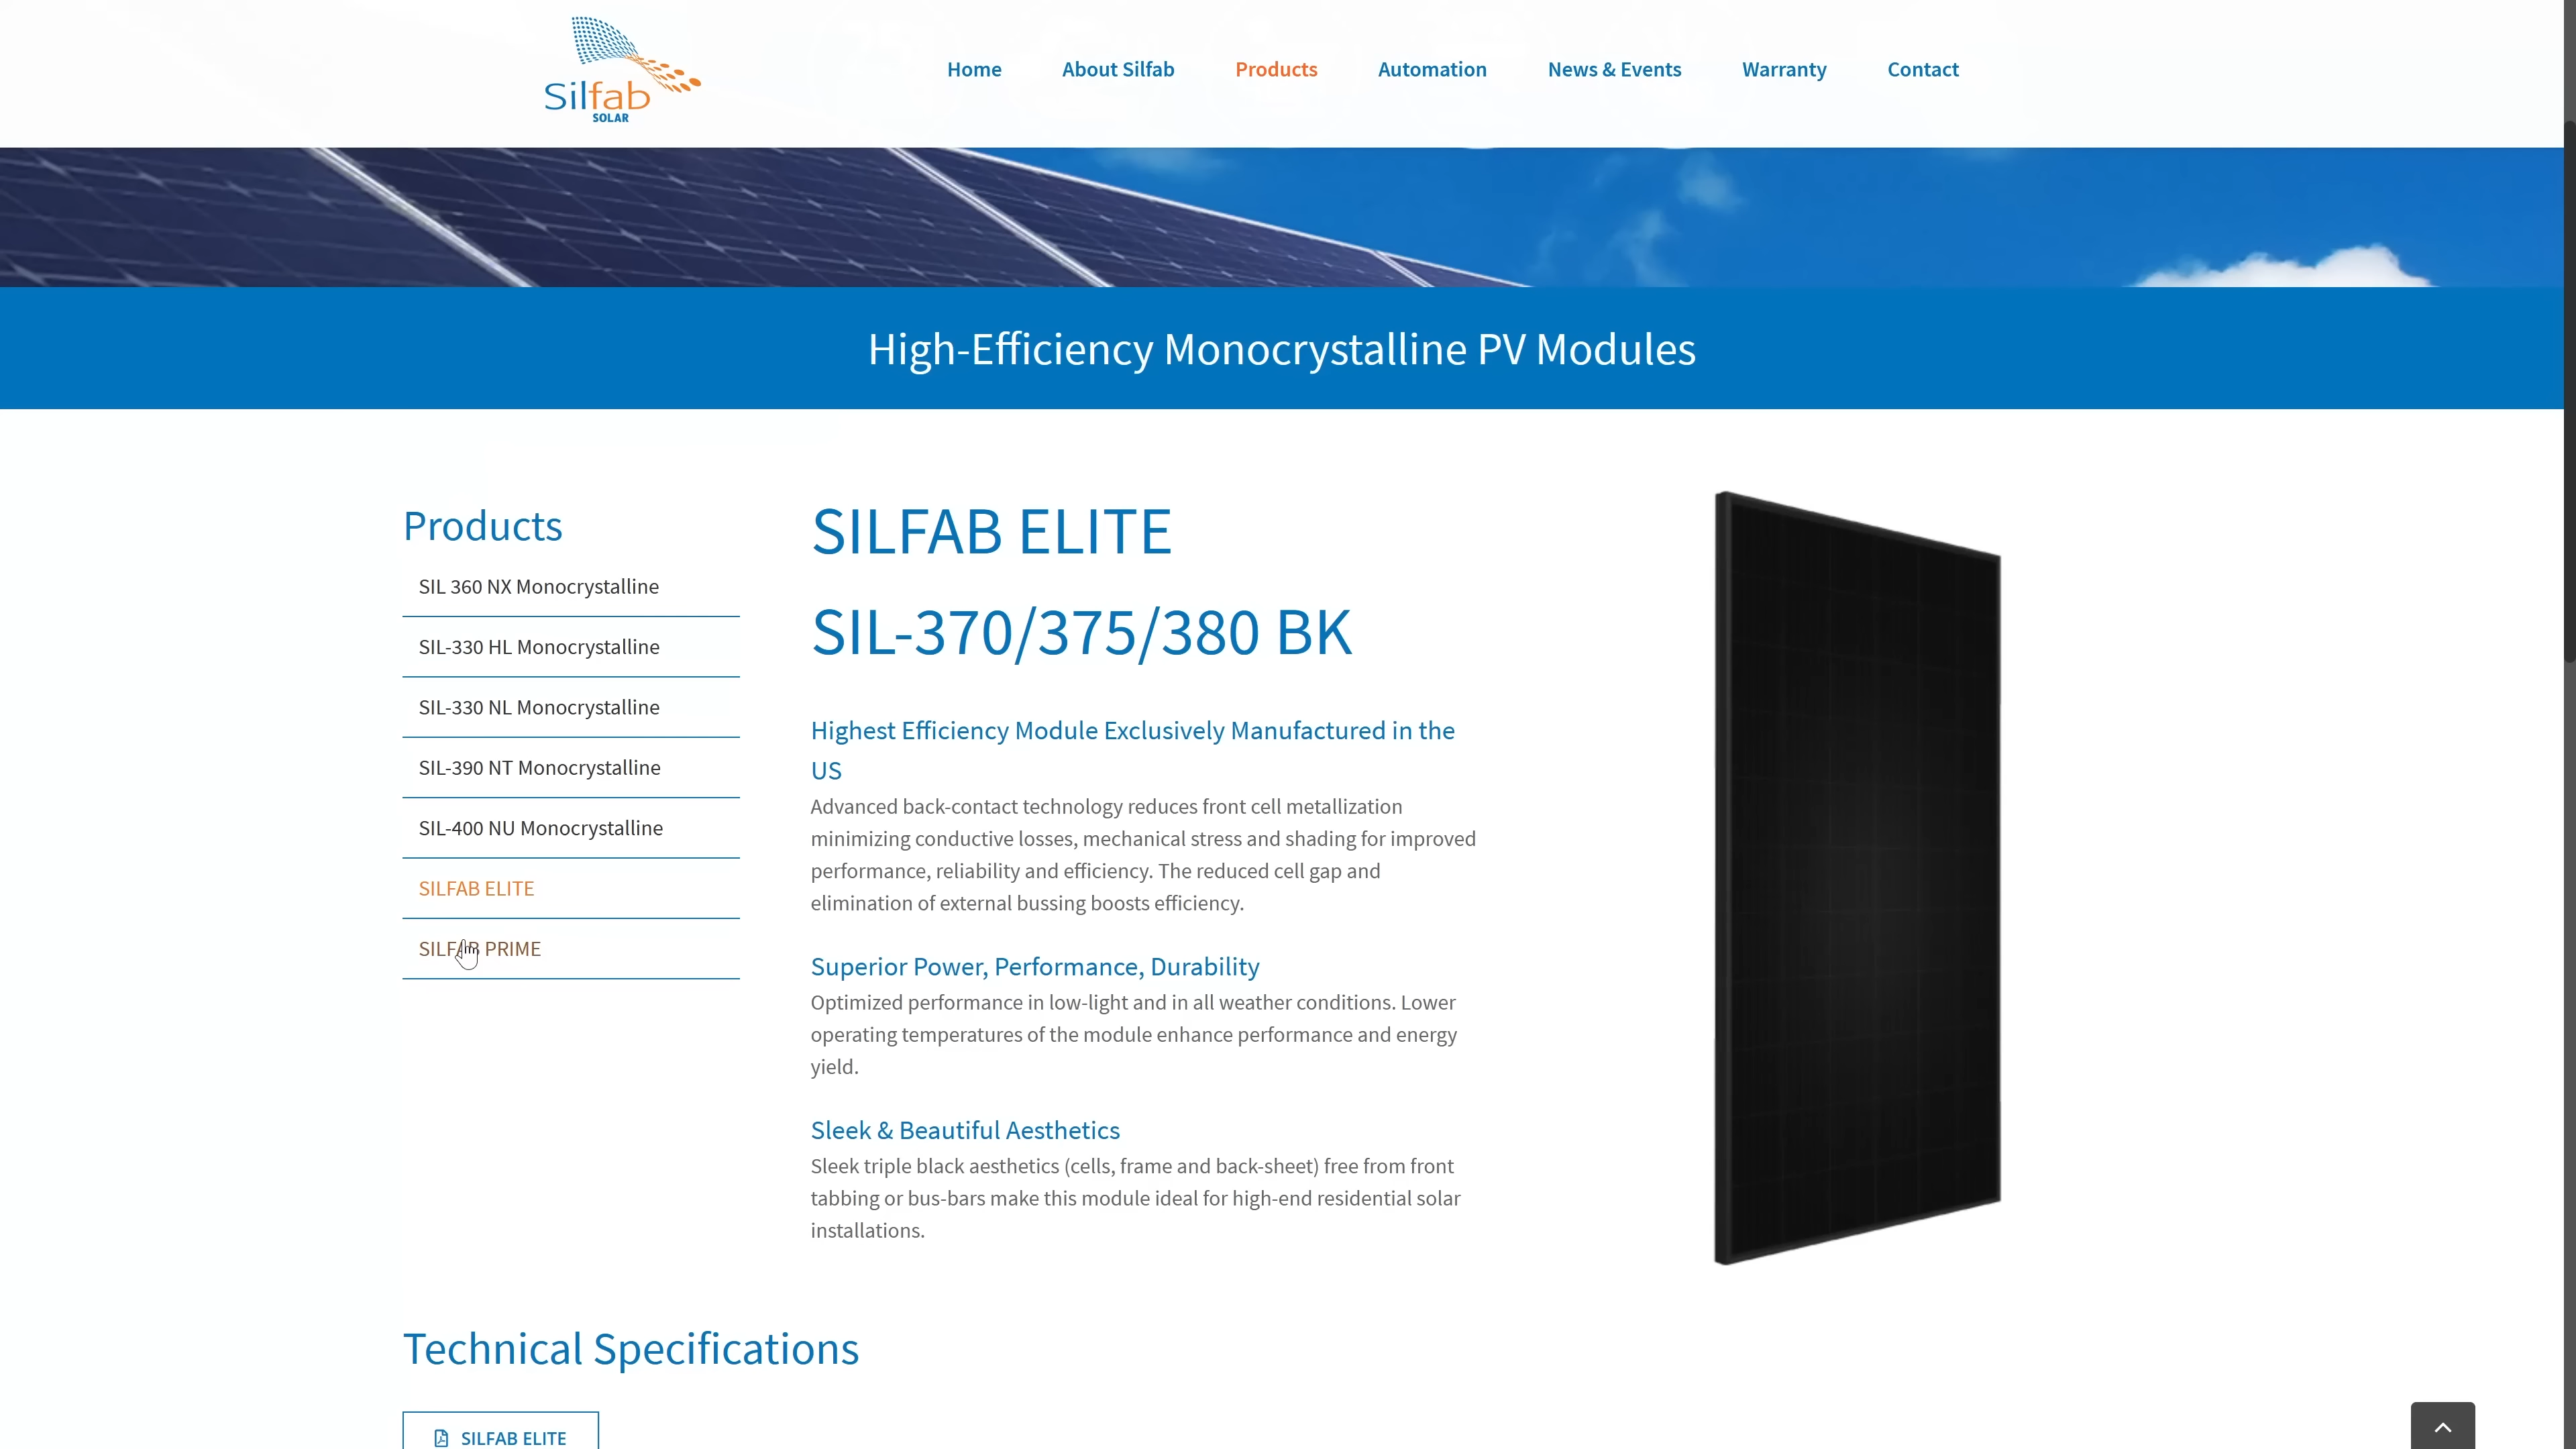 Silfab
SOLAR
Home
About Silfab
Products
Automation
News & Events
Warranty
Contact
High-Efficiency Monocrystalline PV Modules
Products
SIL 360 NX Monocrystalline
SIL-330 HL Monocrystalline
SIL-330 NL Monocrystalline
SIL-390 NT Monocrystalline
SIL-400 NU Monocrystalline
SILFAB ELITE
SILFAB PRIME
SILFAB ELITE
SIL-370/375/380 BK
Highest Efficiency Module Exclusively Manufactured in the
US
Advanced back-contact technology reduces front cell metallization
minimizing conductive losses, mechanical stress and shading for improved
performance, reliability and efficiency. The reduced cell gap and
elimination of external bussing boosts efficiency.
Superior Power, Performance, Durability
Optimized performance in low-light and in all weather conditions. Lower
operating temperatures of the module enhance performance and energy
yield.
Sleek & Beautiful Aesthetics
Sleek triple black aesthetics (cells, frame and back-sheet) free from front
tabbing or bus-bars make this module ideal for high-end residential solar
installations.
Technical Specifications
SILFAB ELITE